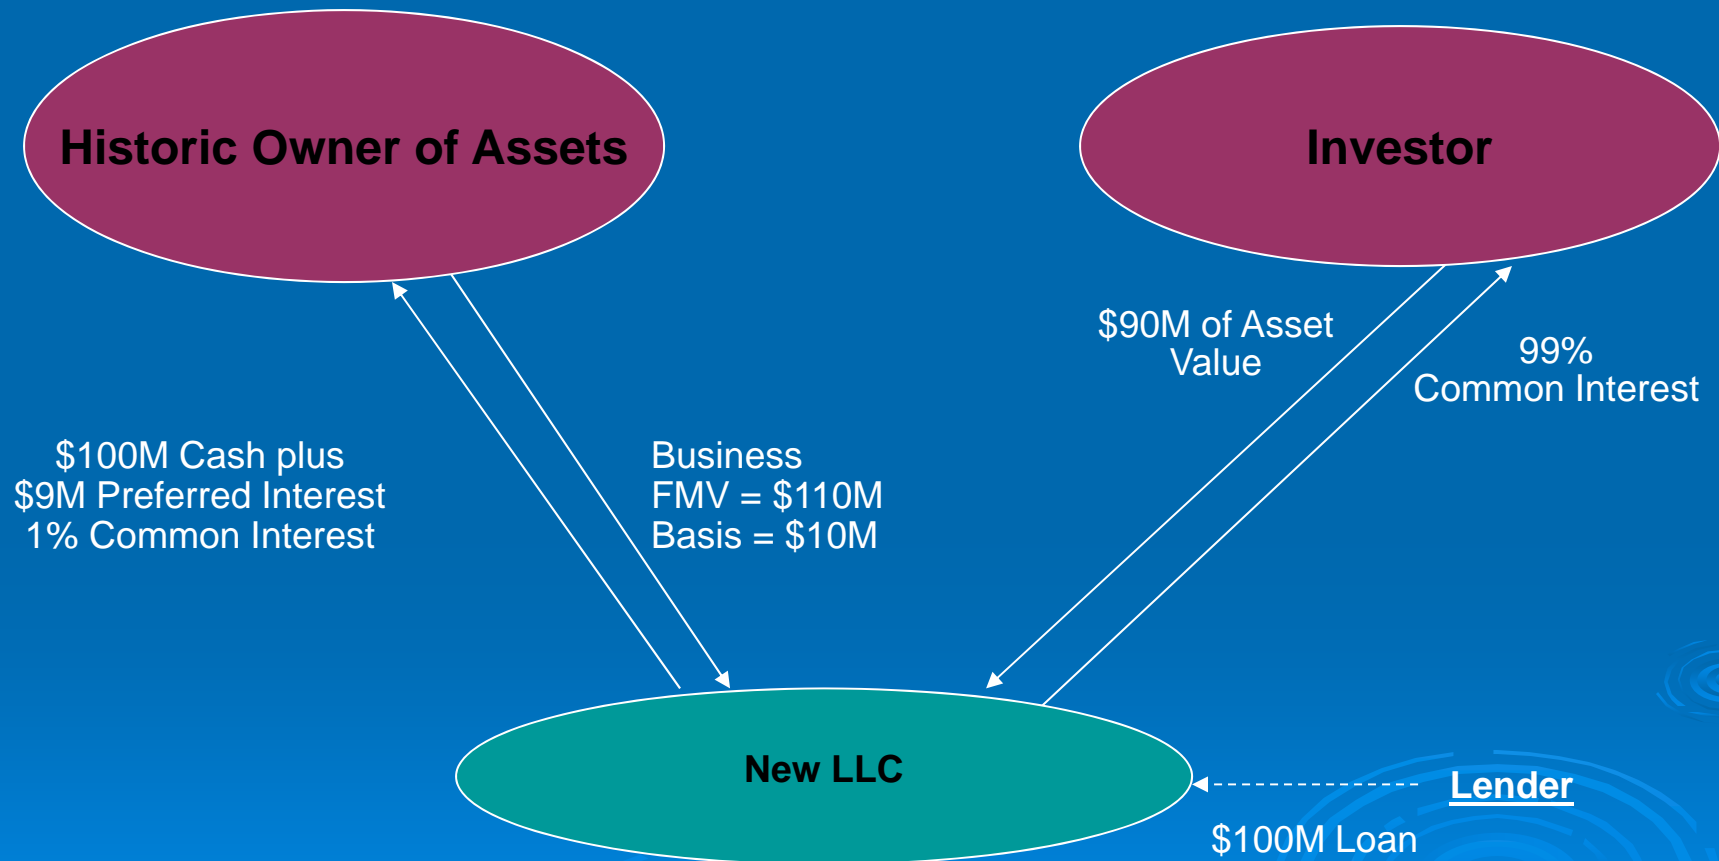 Historic Owner of Assets
Investor
$90M of Asset
Value
99%
Common Interest
$100M Cash plus
$9M Preferred Interest
1% Common Interest
Business
FMV = $110M
Basis = $10M
New LLC
Lender
$100M Loan